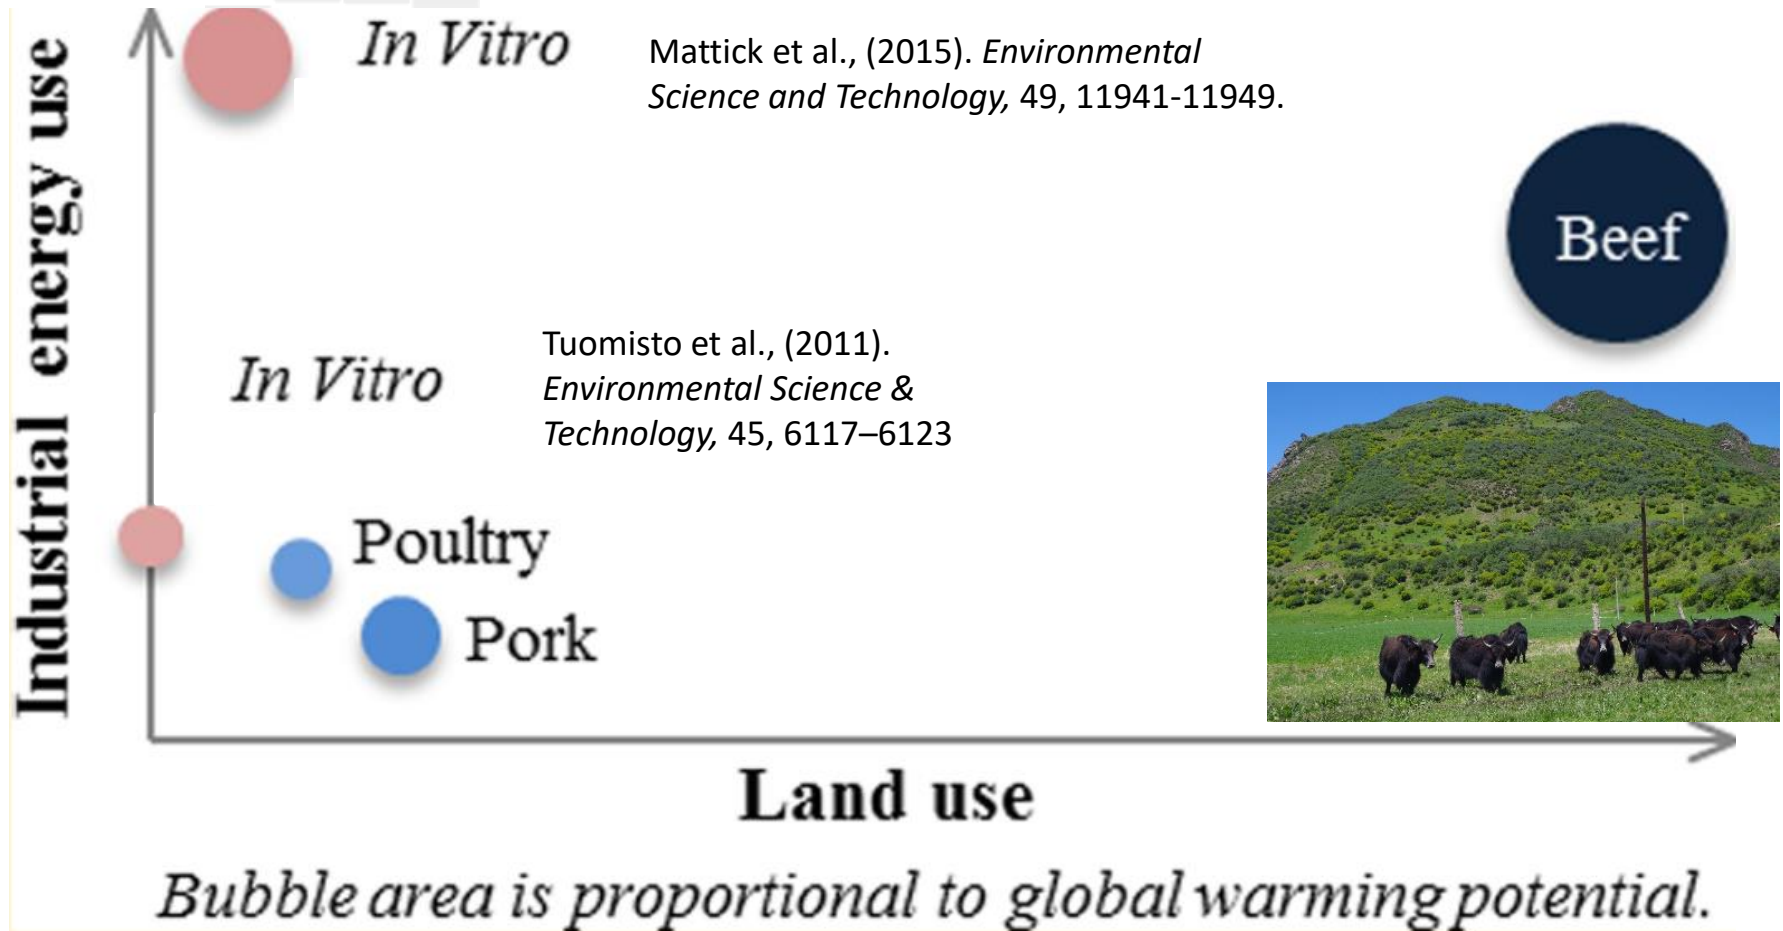 Industrial energy use
In Vitro
Mattick et al., (2015). Environmental
Science and Technology, 49, 11941-11949.
Beef
In Vitro
Tuomisto et al., (2011).
Environmental Science &
Technology, 45, 6117–6123
Poultry
Pork
Land use
Bubble area is proportional to global warming potential.